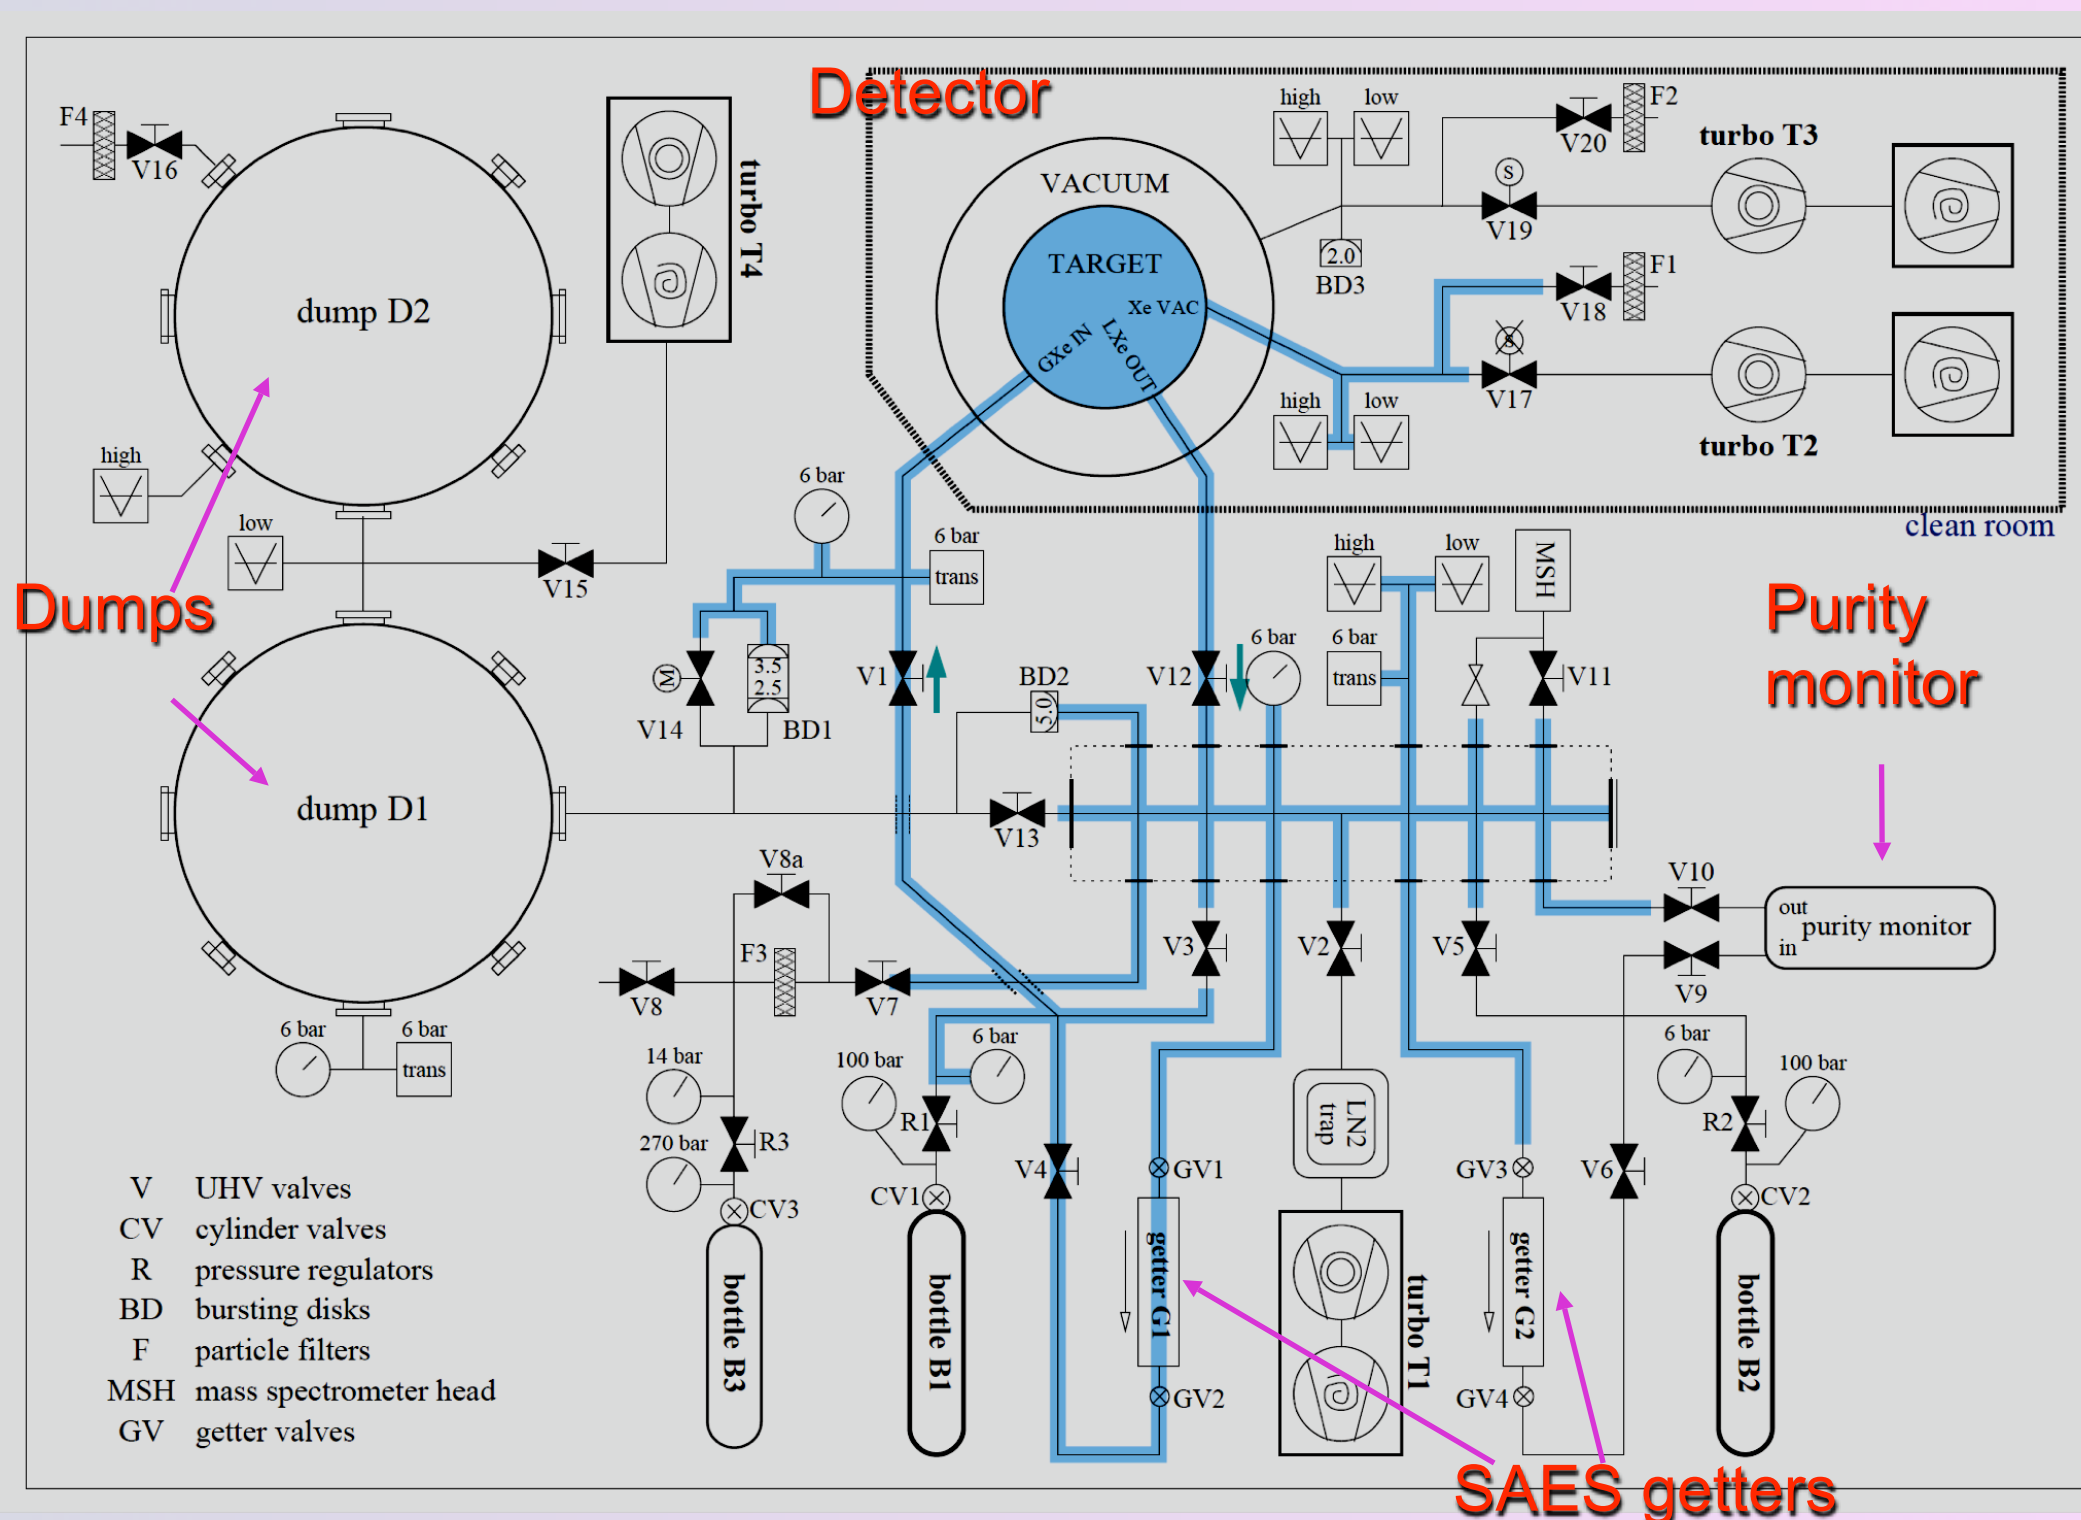 Detector
high
low
F2
V20
turbo T3
F4
V16
turbo T4
VACUUM
S
V19
TARGET
2.0
BD3
F1
V18
Xe VAC
GXe IN
LXe OUT
dump D2
S
V17
high
low
turbo T2
high
6 bar
low
6 bar
trans
clean room
V15
high
low
MSH
Dumps
Purity
monitor
6 bar
6 bar
trans
M
V14
3.5
2.5
BD1
V1
BD2
5.0
V12
V11
dump D1
V13
V8a
V10
out
in
purity monitor
V9
F3
V3
V2
V5
V8
V7
6 bar
6 bar
trans
14 bar
100 bar
6 bar
6 bar
100 bar
R1
LN2
trap
R2
270 bar
R3
V4
GV1
GV3
V6
CV3
CV1
CV2
V UHV valves
CV cylinder valves
R pressure regulators
BD bursting disks
F particle filters
MSH mass spectrometer head
GV getter valves
bottle B3
bottle B1
getter G1
turbo T1
getter G2
bottle B2
GV2
GV4
SAES getters